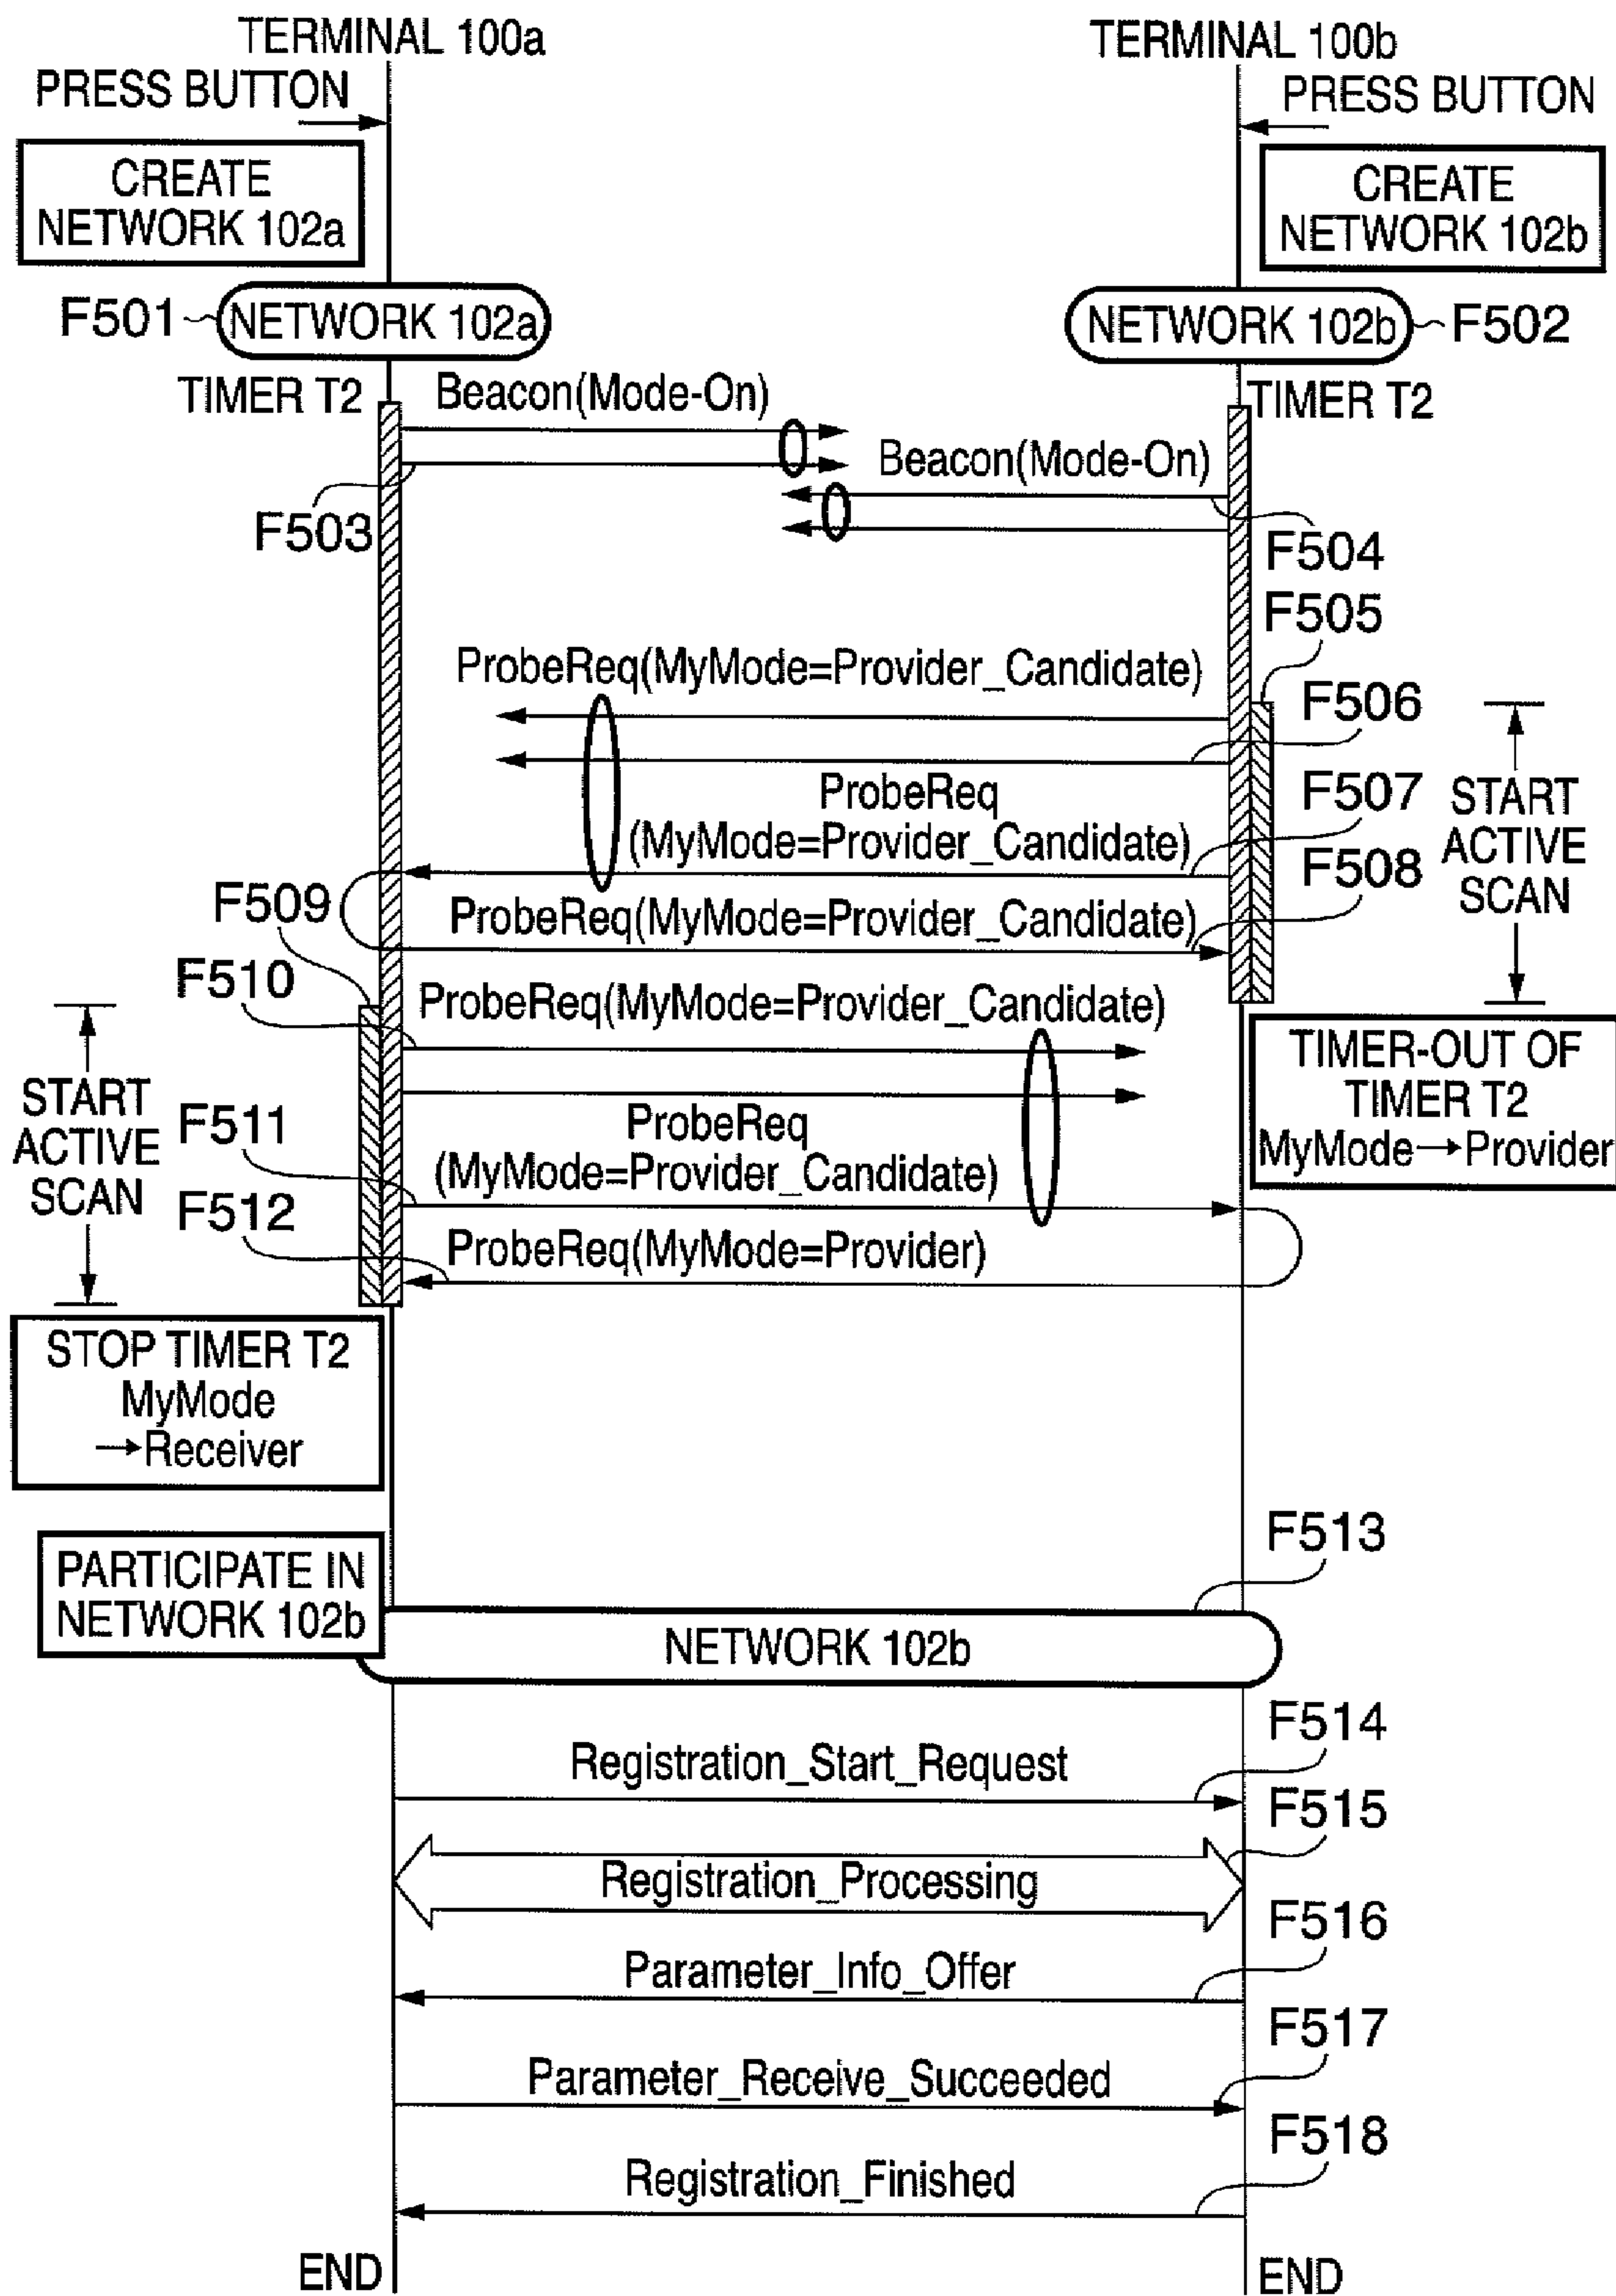 TERMINAL 100a
TERMINAL 100b
PRESS BUTTON
PRESS BUTTON
CREATE
NETWORK 102a
CREATE
NETWORK 102b
F501
NETWORK 102a
NETWORK 102b
F502
TIMER T2
Beacon(Mode-On)
TIMER T2
Beacon(Mode-On)
F503
F504
F505
ProbeReq(MyMode=Provider_Candidate)
F506
ProbeReq
(MyMode=Provider_Candidate)
F507
START
ACTIVE
SCAN
F508
F509
ProbeReq(MyMode=Provider_Candidate)
F510
ProbeReq(MyMode=Provider_Candidate)
TIMER-OUT OF
TIMER T2
MyMode→Provider
START
ACTIVE
SCAN
F511
ProbeReq
(MyMode=Provider_Candidate)
F512
ProbeReq(MyMode=Provider)
STOP TIMER T2
MyMode
→Receiver
F513
PARTICIPATE IN
NETWORK 102b
NETWORK 102b
F514
Registration_Start_Request
F515
Registration_Processing
F516
Parameter_Info_Offer
F517
Parameter_Receive_Succeeded
F518
Registration_Finished
END
END